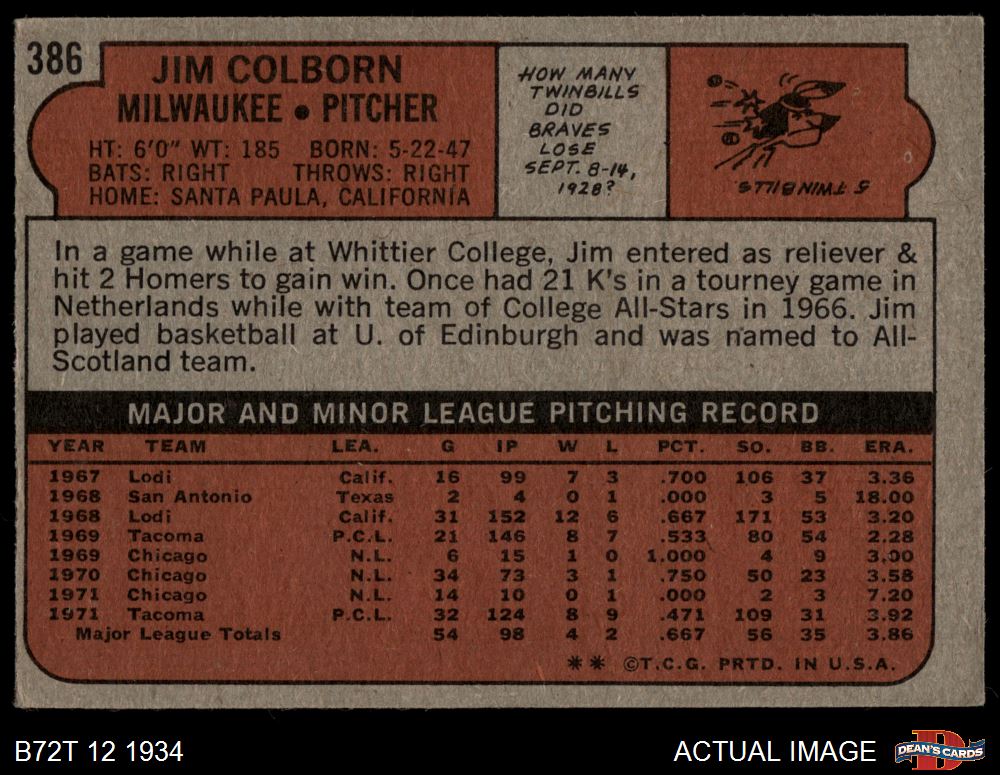 386
JIM COLBORN
MILWAUKEE • PITCHER
HT: 6'0" WT: 185 BORN: 5-22-47
BATS: RIGHT THROWS: RIGHT
HOME: SANTA PAULA, CALIFORNIA
HOW MANY
TWINBILLS
DID
BRAVES
LOSE
SEPT. 8-14,
1928?
5 TWINBILLS
In a game while at Whittier College, Jim entered as reliever &
hit 2 Homers to gain win. Once had 21 K's in a tourney game in
Netherlands while with team of College All-Stars in 1966. Jim
played basketball at U. of Edinburgh and was named to All-
Scotland team.
MAJOR AND MINOR LEAGUE PITCHING RECORD
YEAR TEAM LEA. G IP W L PCT. SO. BB. ERA.
1967 Lodi Calif. 16 99 7 3 .700 106 37 3.36
1968 San Antonio Texas 2 4 0 1 .000 3 5 18.00
1968 Lodi Calif. 31 152 12 6 .667 171 53 3.20
1969 Tacoma P.C.L. 21 146 8 7 .533 80 54 2.28
1969 Chicago N.L. 6 15 1 0 1.000 4 9 3.00
1970 Chicago N.L. 34 73 3 1 .750 50 23 3.58
1971 Chicago N.L. 14 10 0 1 .000 2 3 7.20
1971 Tacoma P.C.L. 32 124 8 9 .471 109 31 3.92
Major League Totals 54 98 4 2 .667 56 35 3.86
** ©T.C.G. PRTD. IN U.S.A.
B72T 12 1934
ACTUAL IMAGE
DEAN'S CARDS